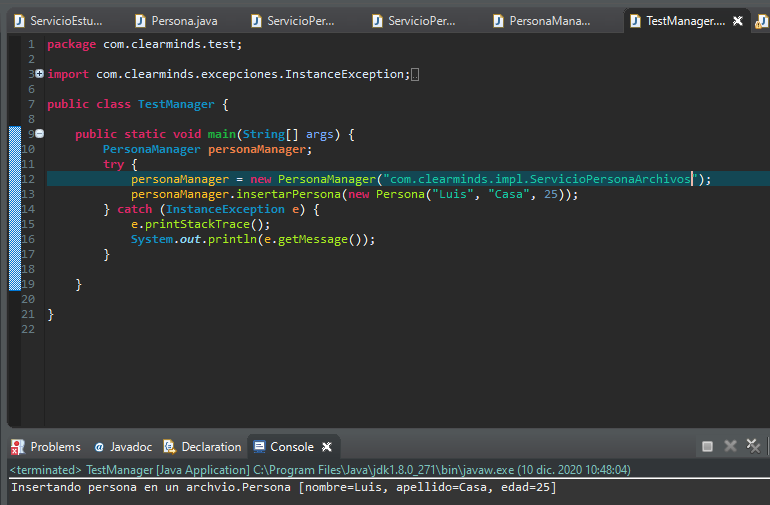 ServicioEstu...
Persona.java
ServicioPer...
ServicioPer...
PersonaMana...
TestManager....
1 package com.clearminds.test;
2
3 import com.clearminds.excepciones.InstanceException;
6
7 public class TestManager {
8
9 public static void main(String[] args) {
10 PersonaManager personaManager;
11 try {
12 personaManager = new PersonaManager("com.clearminds.impl.ServicioPersonaArchivos");
13 personaManager.insertarPersona(new Persona("Luis", "Casa", 25));
14 } catch (InstanceException e) {
15 e.printStackTrace();
16 System.out.println(e.getMessage());
17 }
18
19 }
20
21 }
22
Problems @ Javadoc Declaration Console
<terminated> TestManager [Java Application] C:\Program Files\Java\jdk1.8.0_271\bin\javaw.exe (10 dic. 2020 10:48:04)
Insertando persona en un archvio.Persona [nombre=Luis, apellido=Casa, edad=25]